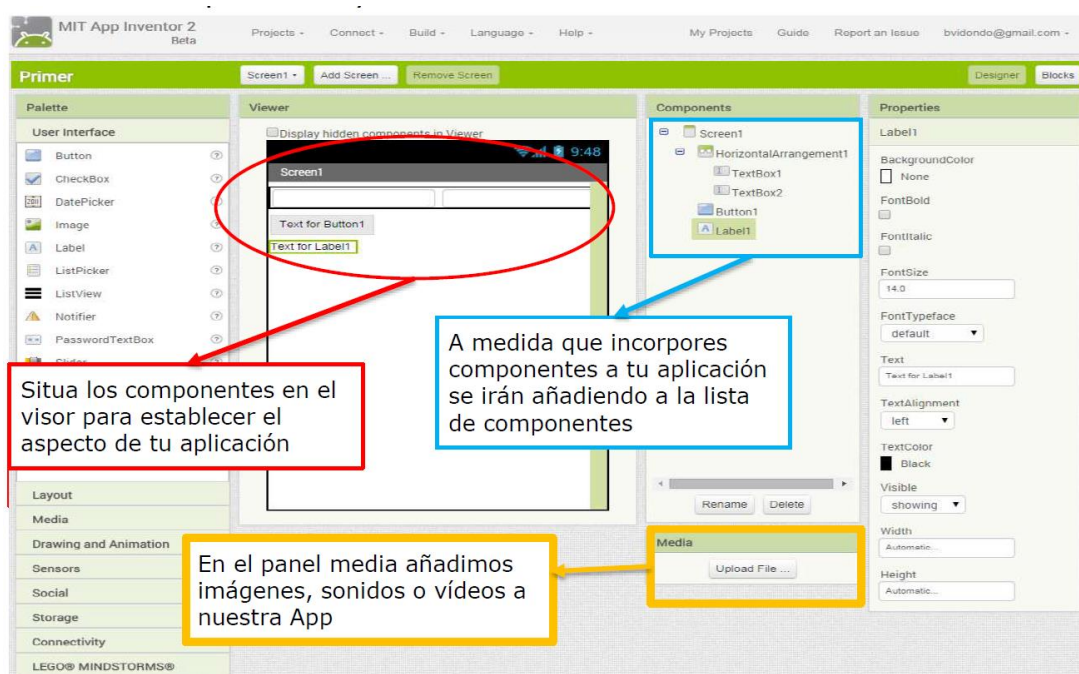 MIT App Inventor 2
Beta
Projects
Connect
Build
Language
Help
My Projects
Guide
Report an Issue
bvidondo@gmail.com
Primer
Screen1
Add Screen ...
Remove Screen
Designer
Blocks
Palette
User Interface
Button
CheckBox
DatePicker
Image
Label
ListPicker
ListView
Notifier
PasswordTextBox
Slider
Layout
Media
Drawing and Animation
Sensors
Social
Storage
Connectivity
LEGO® MINDSTORMS®
Viewer
Display hidden components in Viewer
9:48
Screen1
Text for Button1
Text for Label1
Situa los componentes en el
visor para establecer el
aspecto de tu aplicación
A medida que incorpores
componentes a tu aplicación
se irán añadiendo a la lista
de componentes
En el panel media añadimos
imágenes, sonidos o vídeos a
nuestra App
Components
Screen1
HorizontalArrangement1
TextBox1
TextBox2
Button1
Label1
Rename
Delete
Media
Upload File ...
Properties
Label1
BackgroundColor
None
FontBold
FontItalic
FontSize
14.0
FontTypeface
default
Text
Text for Label1
TextAlignment
left
TextColor
Black
Visible
showing
Width
Automatic...
Height
Automatic...